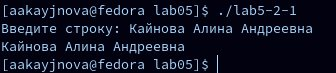 [aakayjnova@fedora lab05]$ ./lab5-2-1
Введите строку: Кайнова Алина Андреевна
Кайнова Алина Андреевна
[aakayjnova@fedora lab05]$